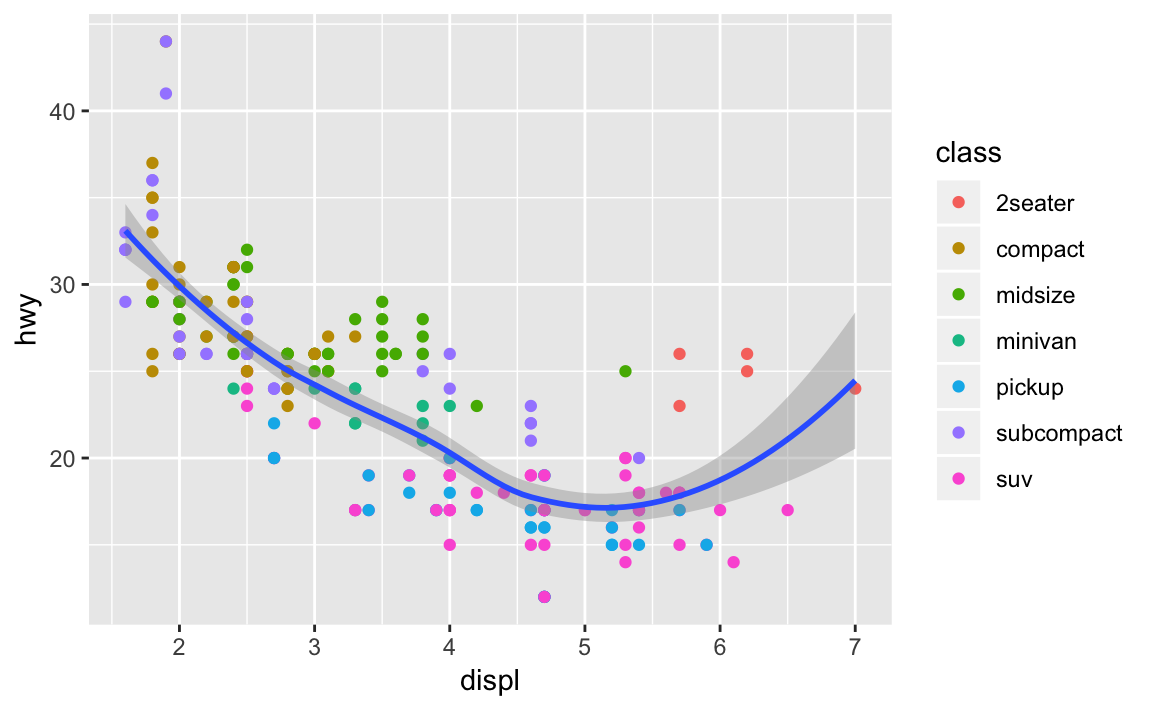 hwy
40
30
20
2 3 4 5 6 7
displ
class
2seater
compact
midsize
minivan
pickup
subcompact
suv